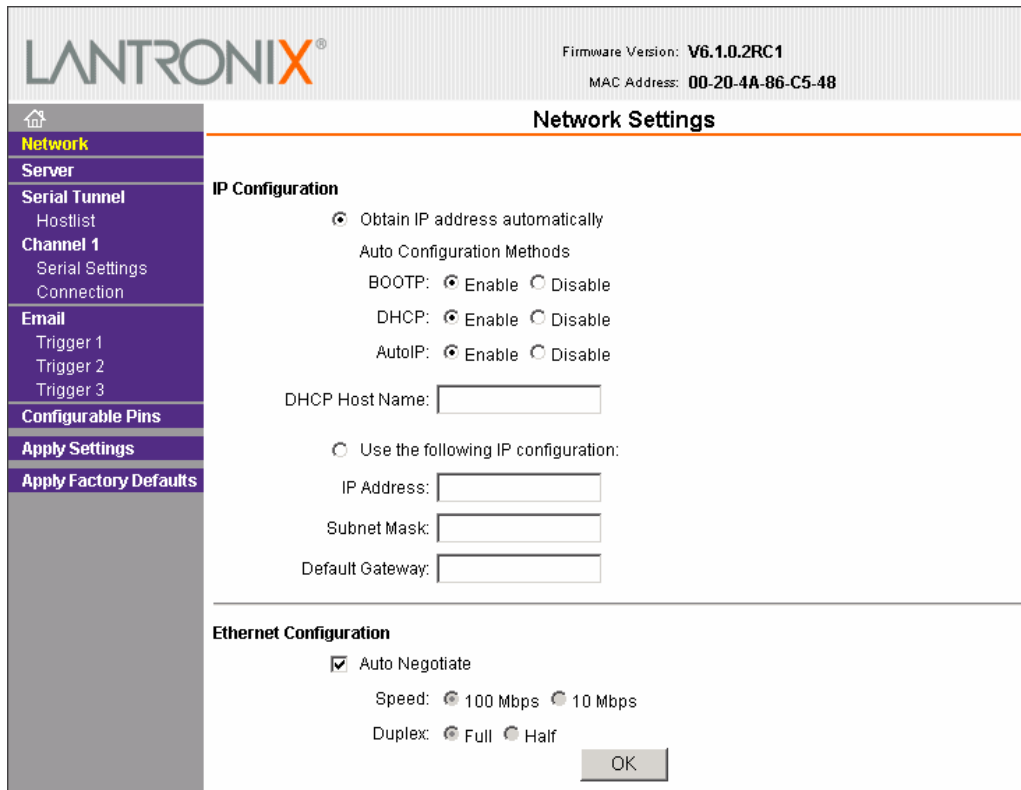 LANTRONIX®
Firmware Version: V6.1.0.2RC1
MAC Address: 00-20-4A-86-C5-48
Network
Server
Serial Tunnel
Hostlist
Channel 1
Serial Settings
Connection
Email
Trigger 1
Trigger 2
Trigger 3
Configurable Pins
Apply Settings
Apply Factory Defaults
Network Settings
IP Configuration
Obtain IP address automatically
Auto Configuration Methods
BOOTP: Enable Disable
DHCP: Enable Disable
AutoIP: Enable Disable
DHCP Host Name:
Use the following IP configuration:
IP Address:
Subnet Mask:
Default Gateway:
Ethernet Configuration
Auto Negotiate
Speed: 100 Mbps 10 Mbps
Duplex: Full Half
OK